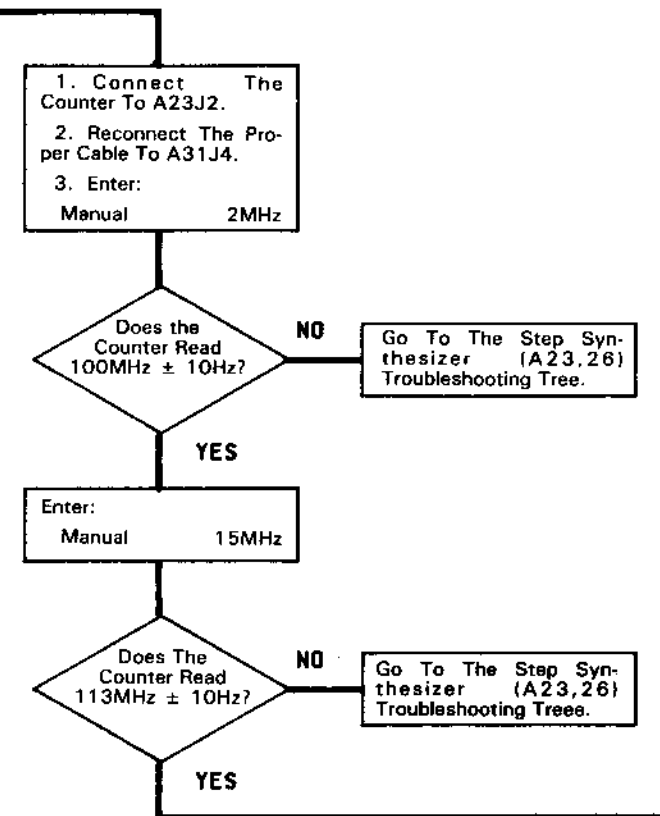 1. Connect The
Counter To A23J2.
2. Reconnect The Pro-
per Cable To A31J4.
3. Enter:
Manual 2MHz
Does the
Counter Read
100MHz ± 10Hz?
NO
Go To The Step Syn-
thesizer (A23,26)
Troubleshooting Tree.
YES
Enter:
Manual 15MHz
Does The
Counter Read
113MHz ± 10Hz?
NO
Go To The Step Syn-
thesizer (A23,26)
Troubleshooting Treee.
YES